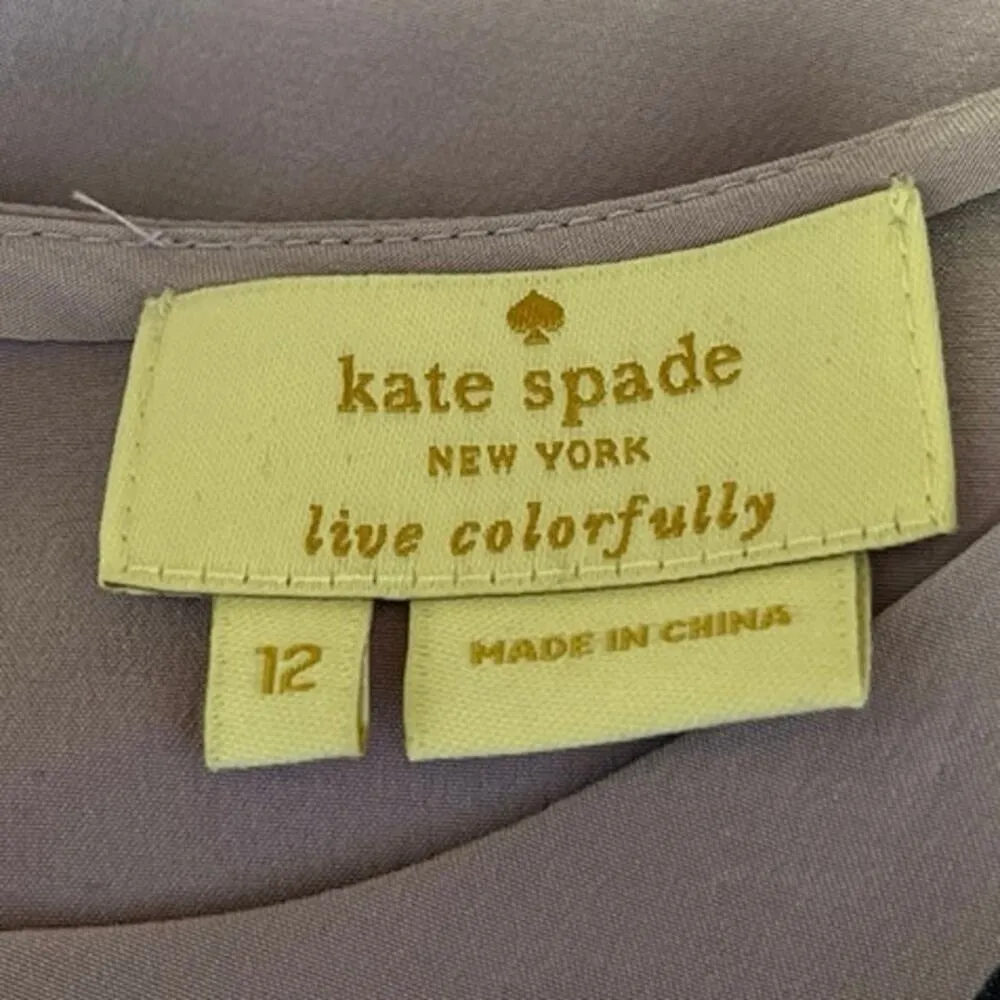 kate spade
NEW YORK
live colorfully
12
MADE IN CHINA